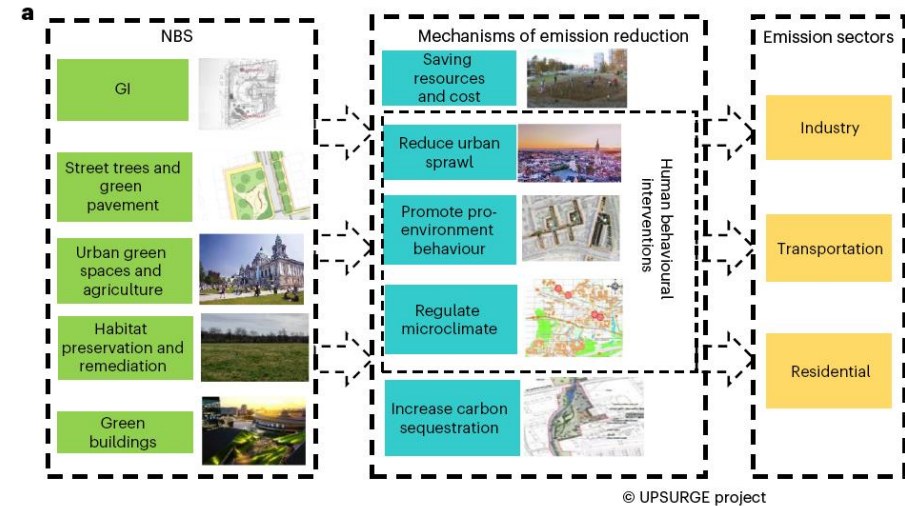 a
NBS
GI
Street trees and
green
pavement
Urban green
spaces and
agriculture
Habitat
preservation and
remediation
Green
buildings
Mechanisms of emission reduction
Saving
resources
and cost
Reduce urban
sprawl
Promote pro-
environment
behaviour
Regulate
microclimate
Increase carbon
sequestration
Human behavioural
interventions
Emission sectors
Industry
Transportation
Residential
© UPSURGE project